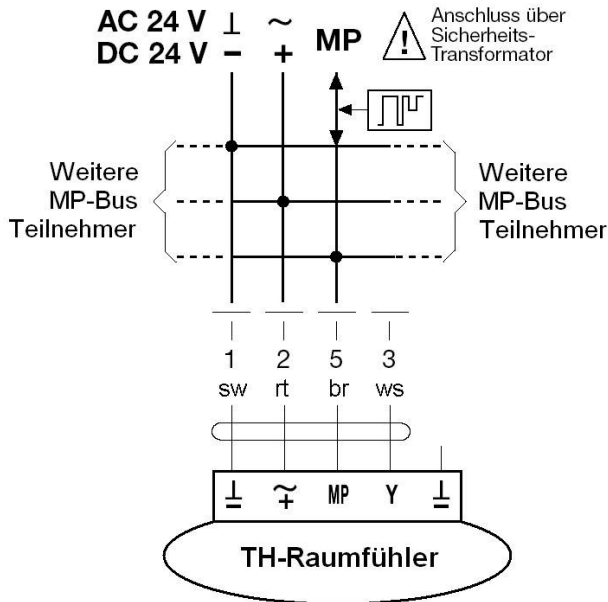 AC 24 V ⊥ ~
DC 24 V − +
MP
Anschluss über
Sicherheits-
Transformator
Weitere
MP-Bus
Teilnehmer
Weitere
MP-Bus
Teilnehmer
1 2 5 3
sw rt br ws
MP Y
TH-Raumfühler